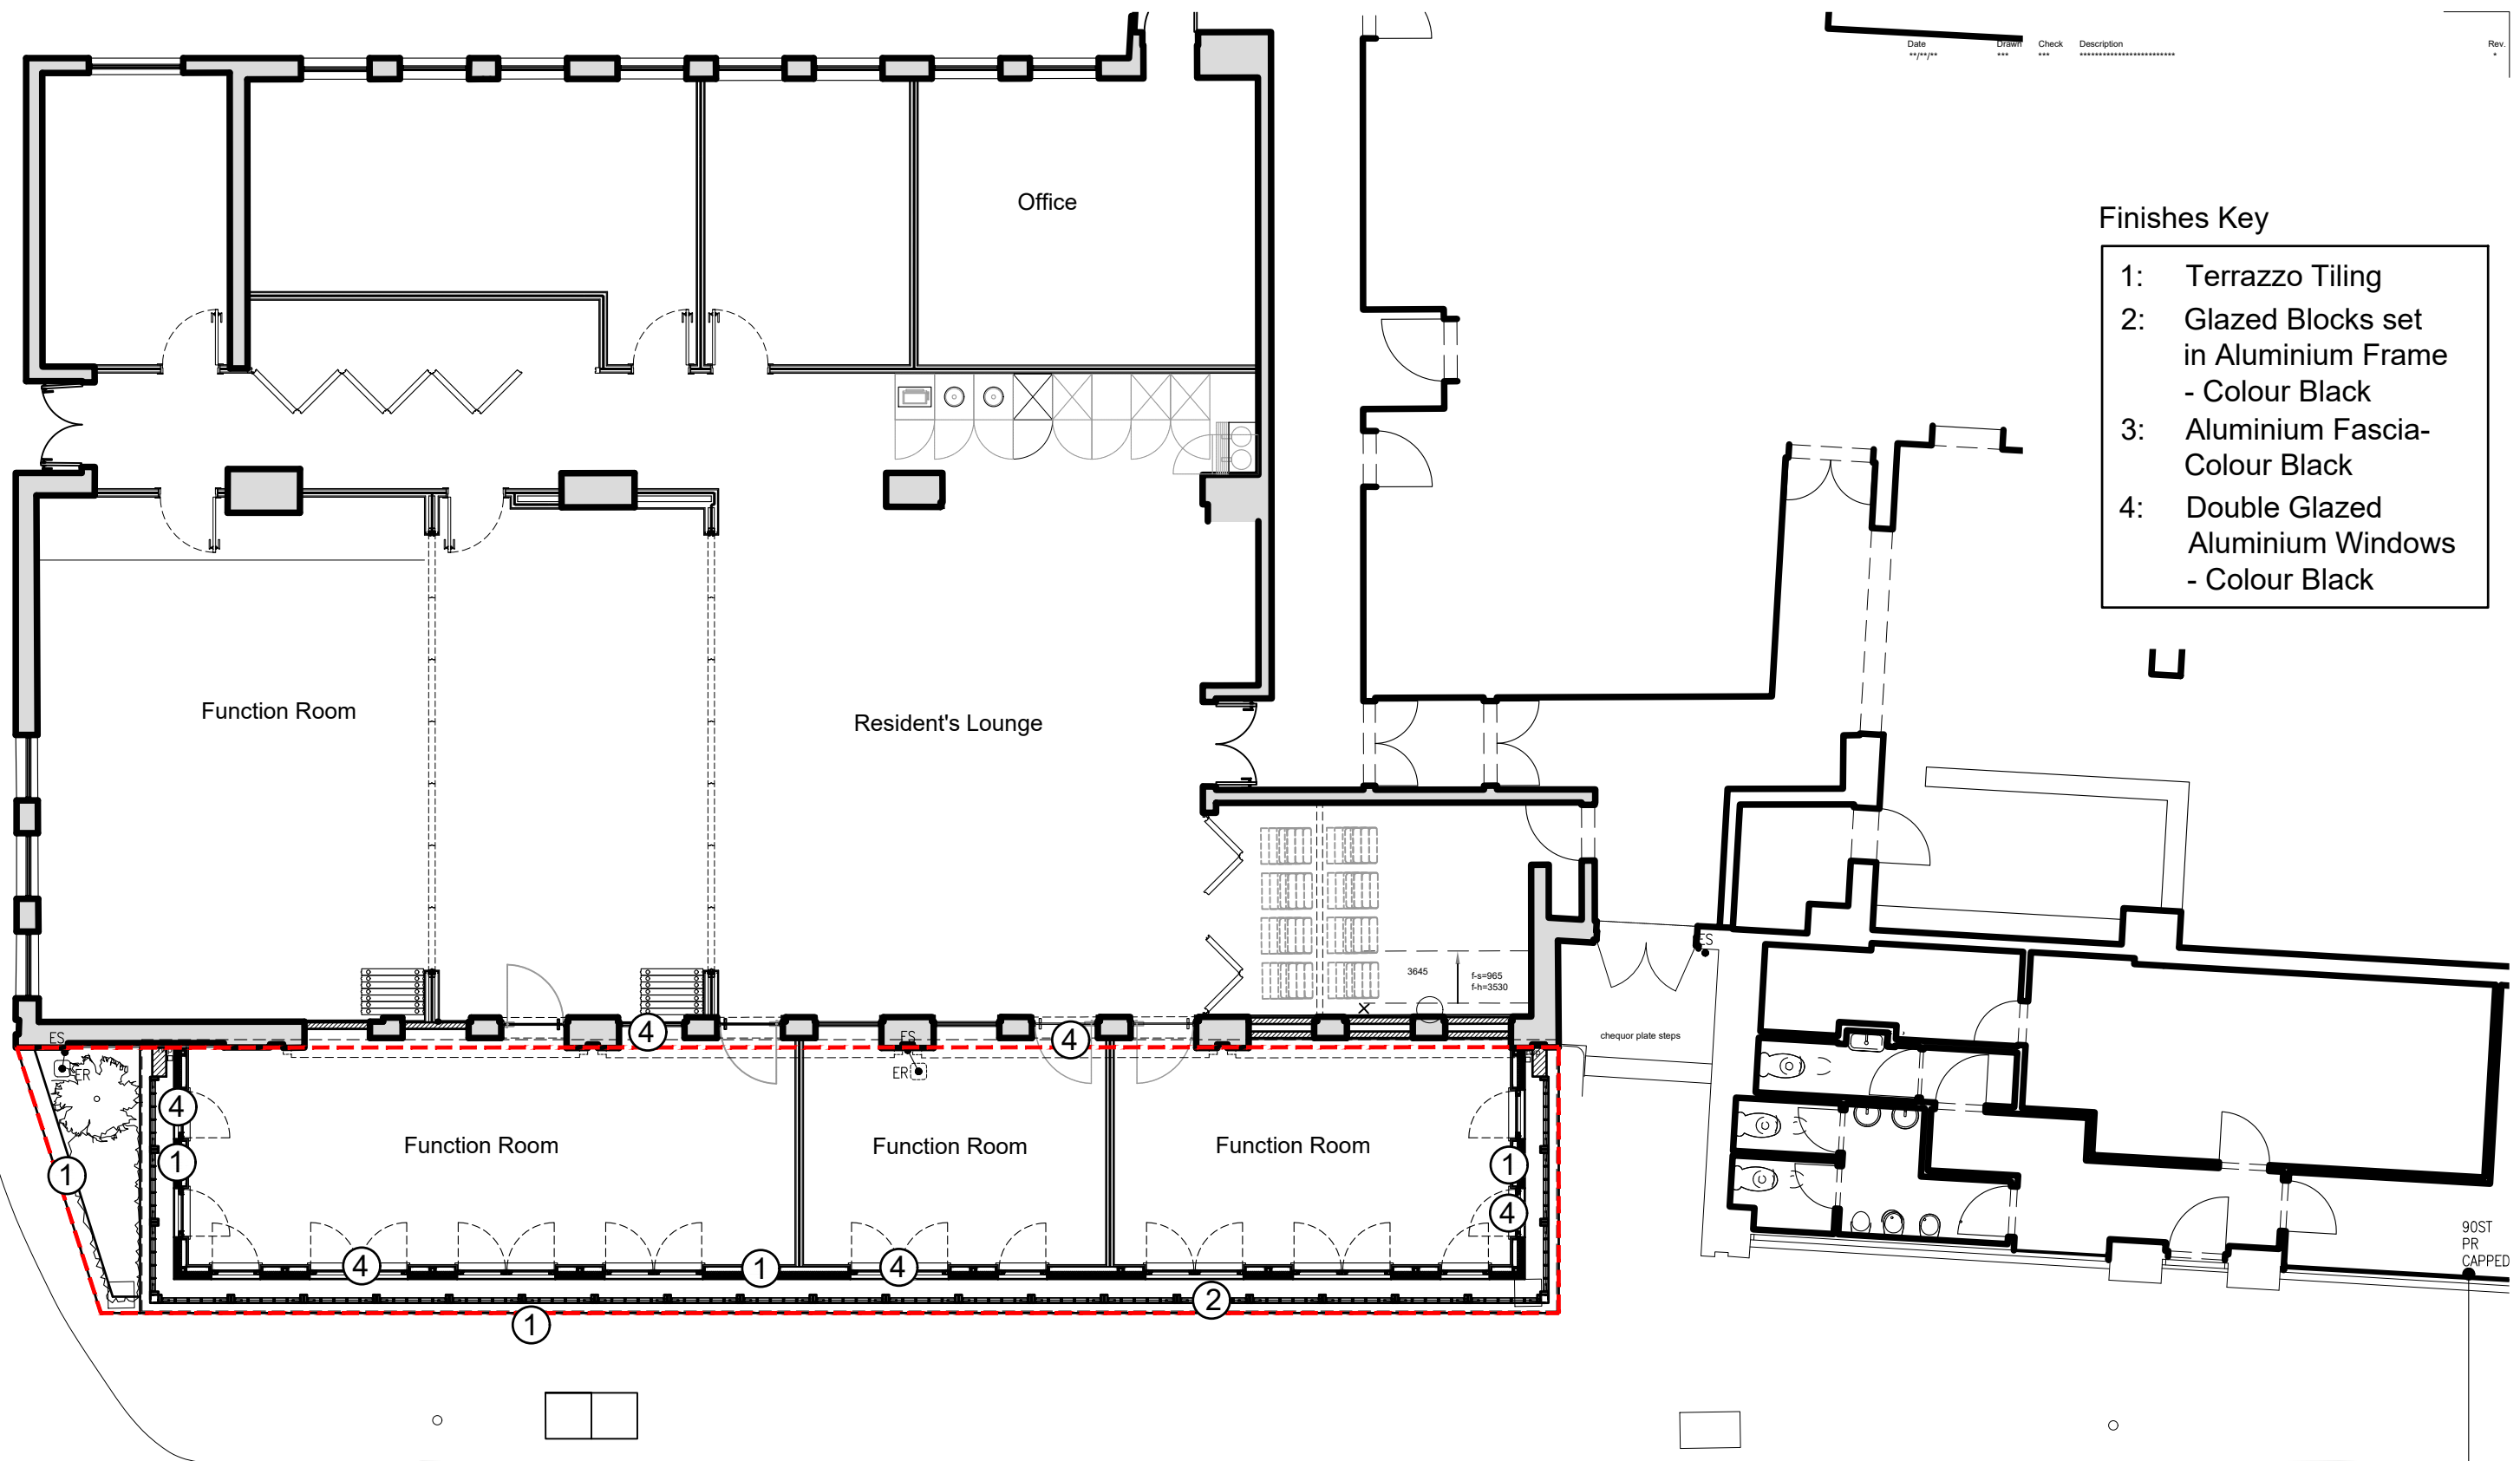 Date Drawn Check Description Rev.
**/**/** *** *** ************************ *
Office
Finishes Key
1: Terrazzo Tiling
2: Glazed Blocks set
in Aluminium Frame
- Colour Black
3: Aluminium Fascia-
Colour Black
4: Double Glazed
Aluminium Windows
- Colour Black
Function Room
Resident's Lounge
3645
f-s=965
f-h=3530
ES
chequor plate steps
ES
ER
4
ES
ER
4
4
1
1
Function Room
Function Room
Function Room
1
4
4
1
4
2
1
90ST
PR
CAPPED